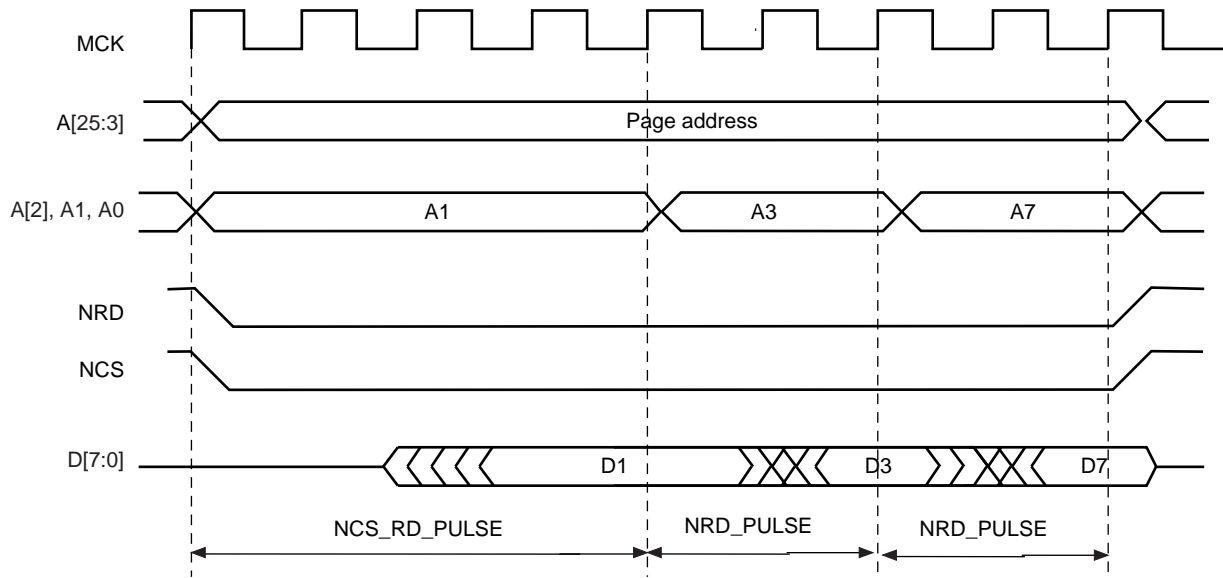 MCK
A[25:3]
Page address
A[2], A1, A0
A1
A3
A7
NRD
NCS
D[7:0]
D1
D3
D7
NCS_RD_PULSE
NRD_PULSE
NRD_PULSE